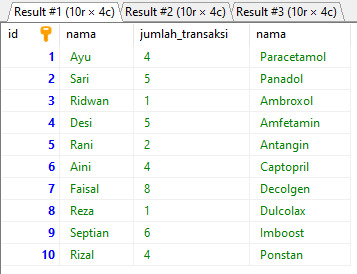 Result #1 (10r × 4c) Result #2 (10r × 4c) Result #3 (10r × 4c)
id nama jumlah_transaksi nama
1 Ayu 4 Paracetamol
2 Sari 5 Panadol
3 Ridwan 1 Ambroxol
4 Desi 5 Amfetamin
5 Rani 2 Antangin
6 Aini 4 Captopril
7 Faisal 8 Decolgen
8 Reza 1 Dulcolax
9 Septian 6 Imboost
10 Rizal 4 Ponstan